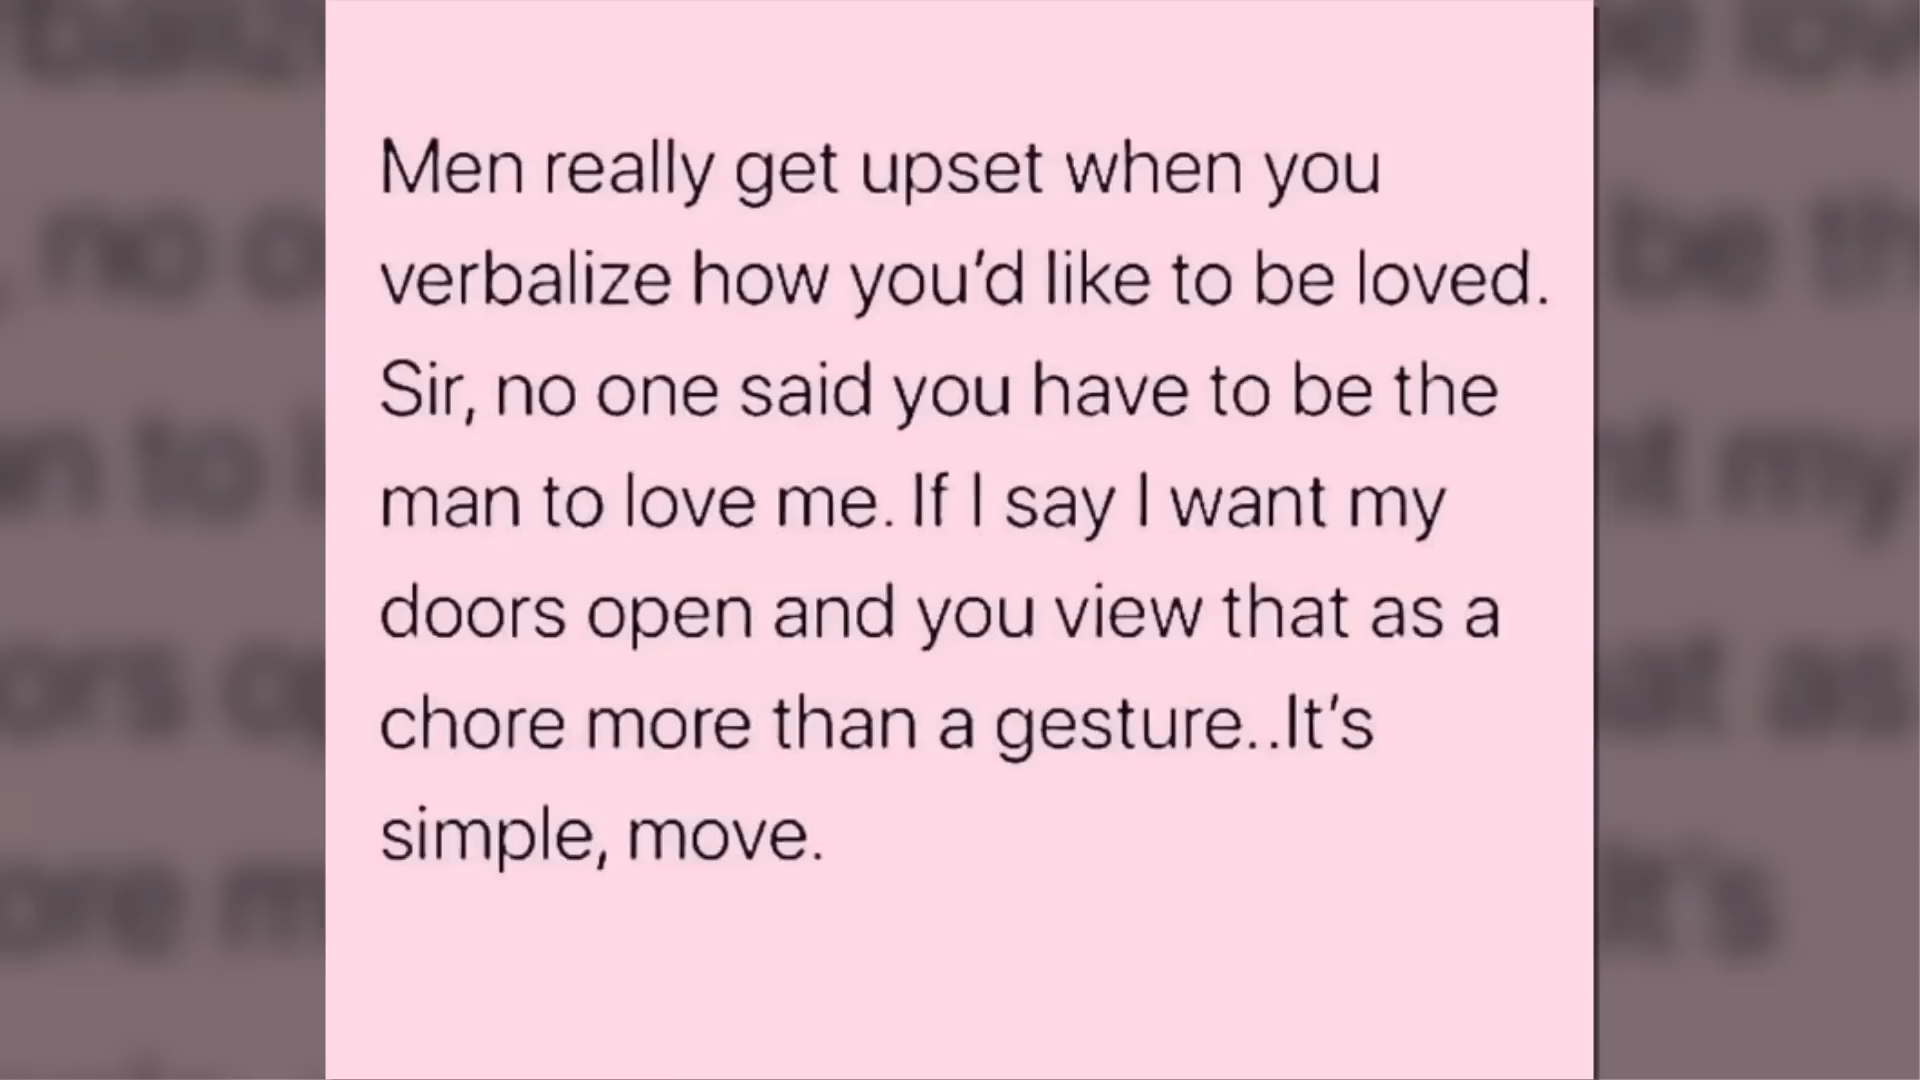 Men really get upset when you
verbalize how you’d like to be loved.
Sir, no one said you have to be the
man to love me. If I say I want my
doors open and you view that as a
chore more than a gesture..It’s
simple, move.